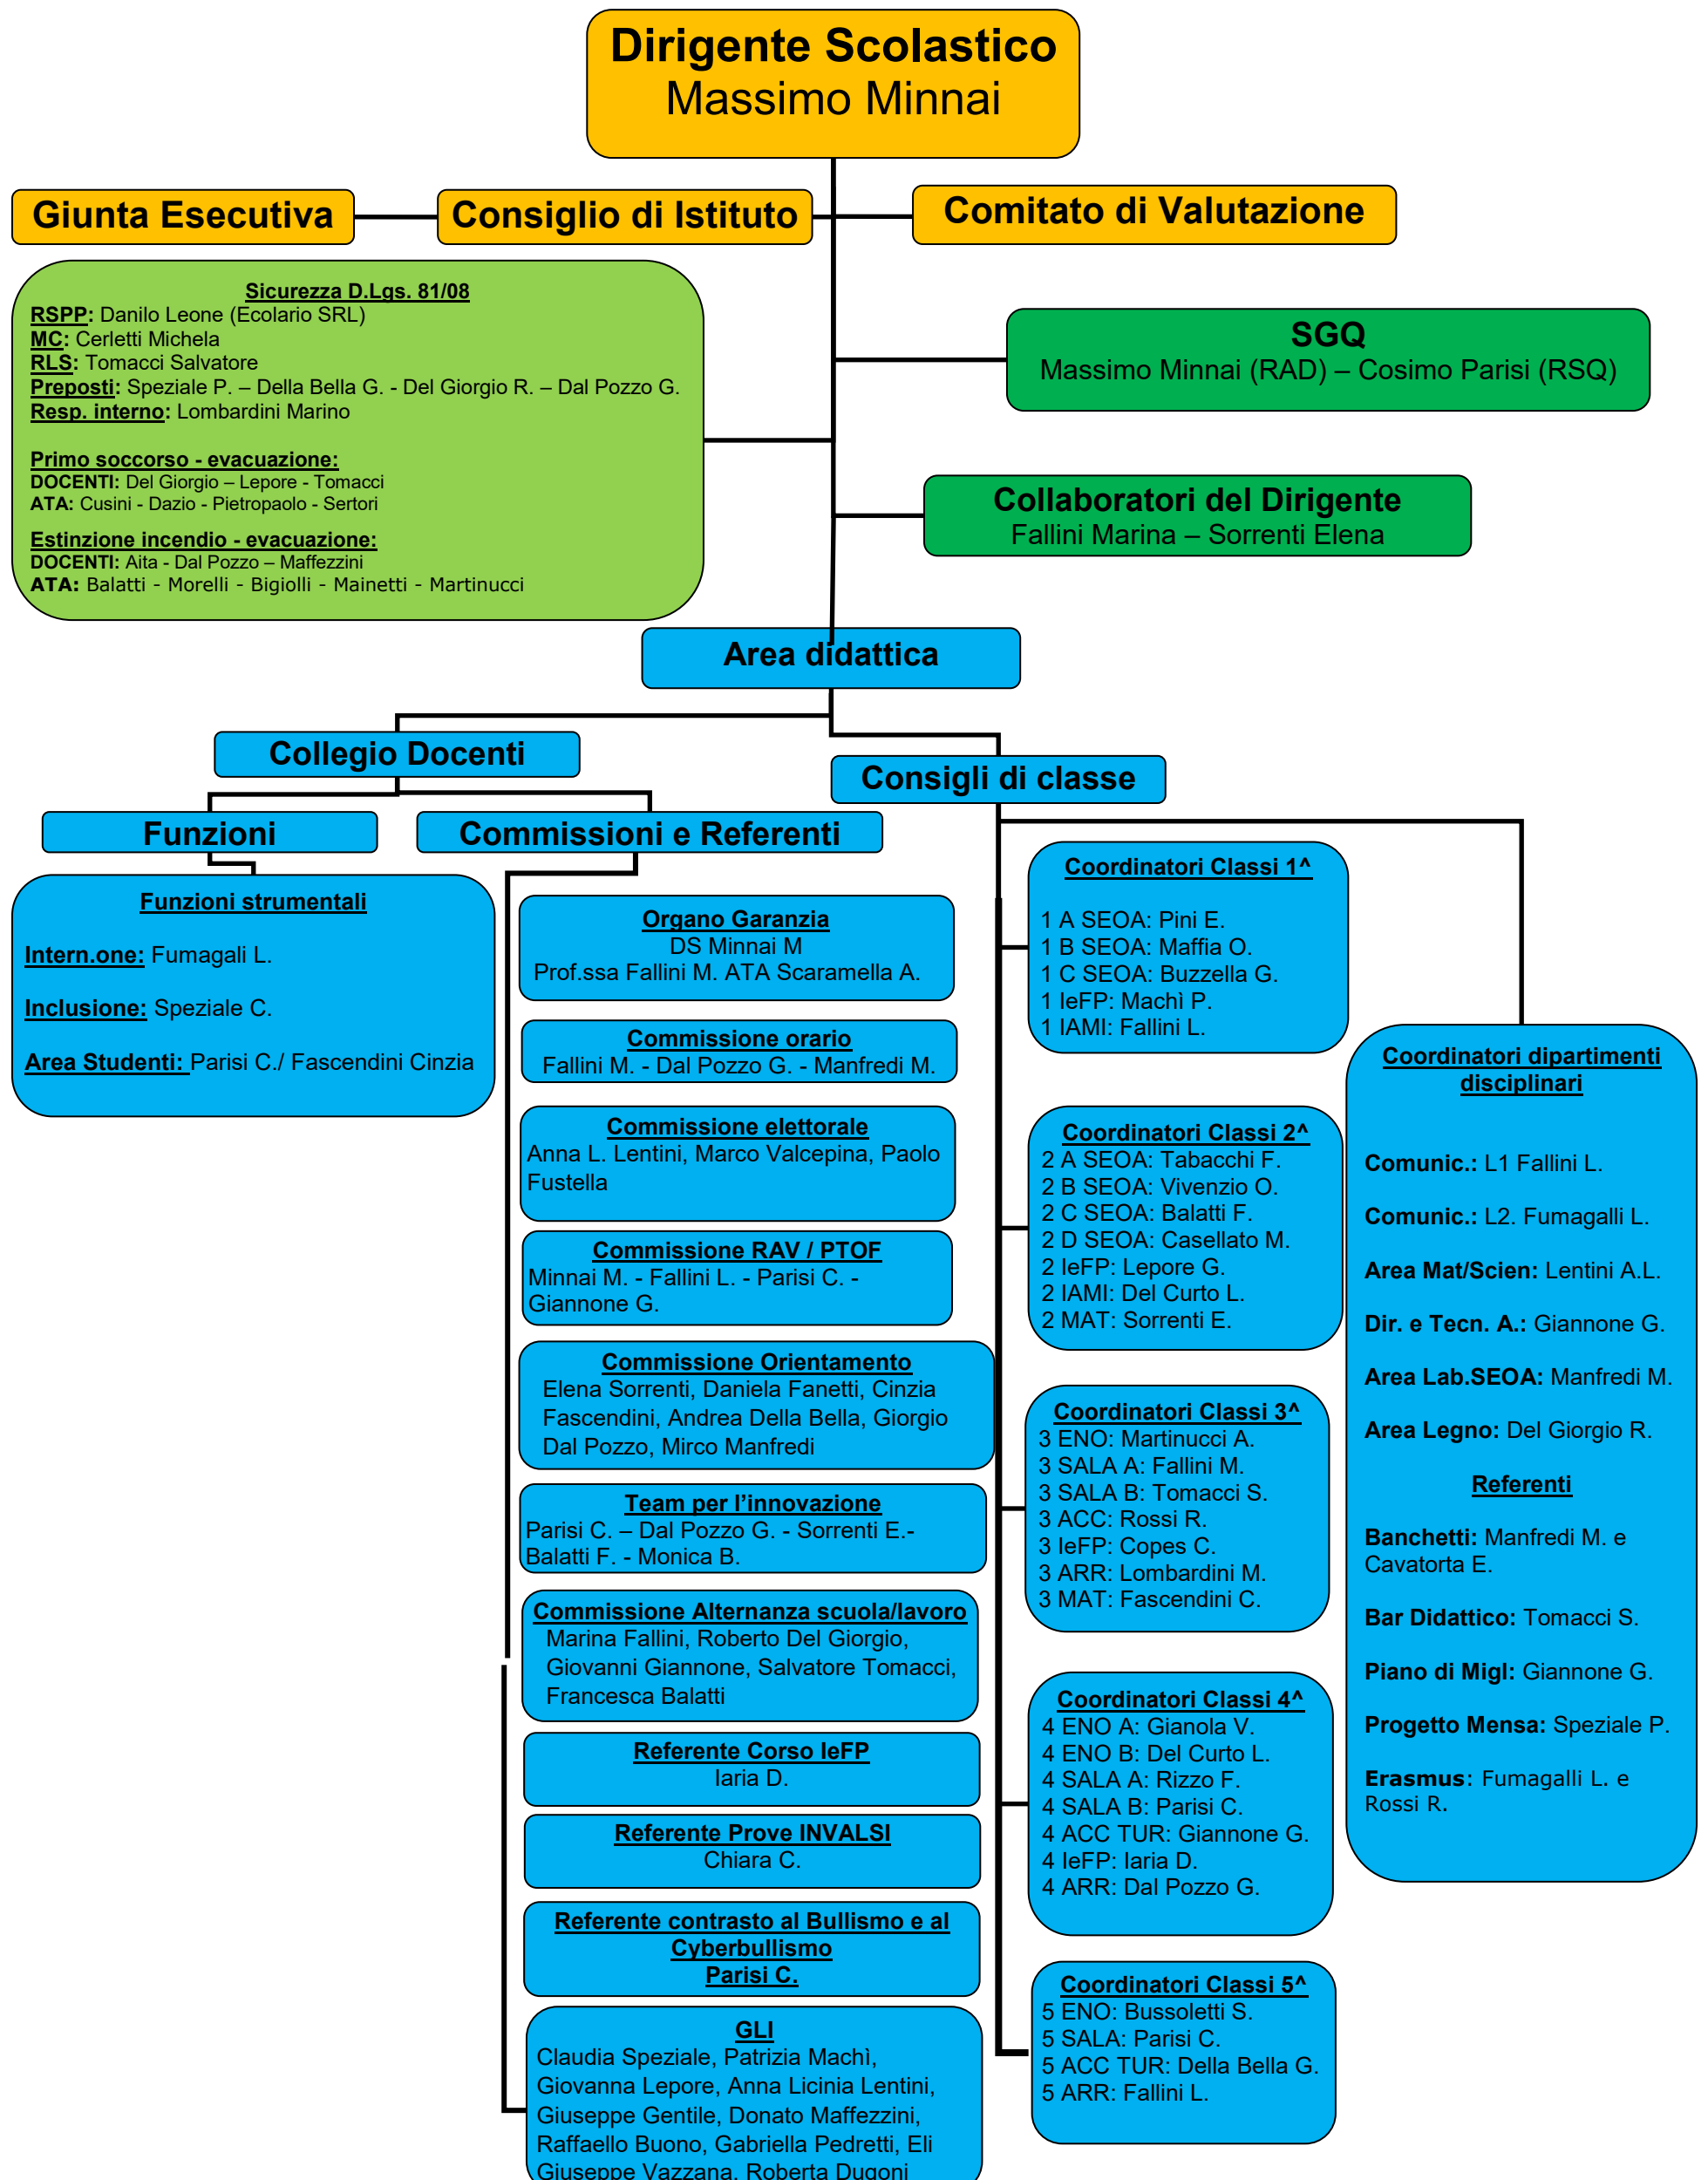 Dirigente Scolastico
Massimo Minnai
Giunta Esecutiva
Consiglio di Istituto
Comitato di Valutazione
Sicurezza D.Lgs. 81/08
RSPP: Danilo Leone (Ecolario SRL)
MC: Cerletti Michela
RLS: Tomacci Salvatore
Preposti: Speziale P. – Della Bella G. - Del Giorgio R. – Dal Pozzo G.
Resp. interno: Lombardini Marino
Primo soccorso - evacuazione:
DOCENTI: Del Giorgio – Lepore - Tomacci
ATA: Cusini - Dazio - Pietropaolo - Sertori
Estinzione incendio - evacuazione:
DOCENTI: Aita - Dal Pozzo – Maffezzini
ATA: Balatti - Morelli - Bigiolli - Mainetti - Martinucci
SGQ
Massimo Minnai (RAD) – Cosimo Parisi (RSQ)
Collaboratori del Dirigente
Fallini Marina – Sorrenti Elena
Area didattica
Collegio Docenti
Consigli di classe
Funzioni
Commissioni e Referenti
Funzioni strumentali
Intern.one: Fumagali L.
Inclusione: Speziale C.
Area Studenti: Parisi C./ Fascendini Cinzia
Organo Garanzia
DS Minnai M
Prof.ssa Fallini M. ATA Scaramella A.
Commissione orario
Fallini M. - Dal Pozzo G. - Manfredi M.
Commissione elettorale
Anna L. Lentini, Marco Valcepina, Paolo
Fustella
Commissione RAV / PTOF
Minnai M. - Fallini L. - Parisi C. -
Giannone G.
Commissione Orientamento
Elena Sorrenti, Daniela Fanetti, Cinzia
Fascendini, Andrea Della Bella, Giorgio
Dal Pozzo, Mirco Manfredi
Team per l’innovazione
Parisi C. – Dal Pozzo G. - Sorrenti E.-
Balatti F. - Monica B.
Commissione Alternanza scuola/lavoro
Marina Fallini, Roberto Del Giorgio,
Giovanni Giannone, Salvatore Tomacci,
Francesca Balatti
Referente Corso IeFP
Iaria D.
Referente Prove INVALSI
Chiara C.
Referente contrasto al Bullismo e al
Cyberbullismo
Parisi C.
GLI
Claudia Speziale, Patrizia Machì,
Giovanna Lepore, Anna Licinia Lentini,
Giuseppe Gentile, Donato Maffezzini,
Raffaello Buono, Gabriella Pedretti, Eli
Giuseppe Vazzana, Roberta Dugoni
Coordinatori Classi 1^
1 A SEOA: Pini E.
1 B SEOA: Maffia O.
1 C SEOA: Buzzella G.
1 IeFP: Machì P.
1 IAMI: Fallini L.
Coordinatori Classi 2^
2 A SEOA: Tabacchi F.
2 B SEOA: Vivenzio O.
2 C SEOA: Balatti F.
2 D SEOA: Casellato M.
2 IeFP: Lepore G.
2 IAMI: Del Curto L.
2 MAT: Sorrenti E.
Coordinatori Classi 3^
3 ENO: Martinucci A.
3 SALA A: Fallini M.
3 SALA B: Tomacci S.
3 ACC: Rossi R.
3 IeFP: Copes C.
3 ARR: Lombardini M.
3 MAT: Fascendini C.
Coordinatori Classi 4^
4 ENO A: Gianola V.
4 ENO B: Del Curto L.
4 SALA A: Rizzo F.
4 SALA B: Parisi C.
4 ACC TUR: Giannone G.
4 IeFP: Iaria D.
4 ARR: Dal Pozzo G.
Coordinatori Classi 5^
5 ENO: Bussoletti S.
5 SALA: Parisi C.
5 ACC TUR: Della Bella G.
5 ARR: Fallini L.
Coordinatori dipartimenti
disciplinari
Comunic.: L1 Fallini L.
Comunic.: L2. Fumagalli L.
Area Mat/Scien: Lentini A.L.
Dir. e Tecn. A.: Giannone G.
Area Lab.SEOA: Manfredi M.
Area Legno: Del Giorgio R.
Referenti
Banchetti: Manfredi M. e
Cavatorta E.
Bar Didattico: Tomacci S.
Piano di Migl: Giannone G.
Progetto Mensa: Speziale P.
Erasmus: Fumagalli L. e
Rossi R.